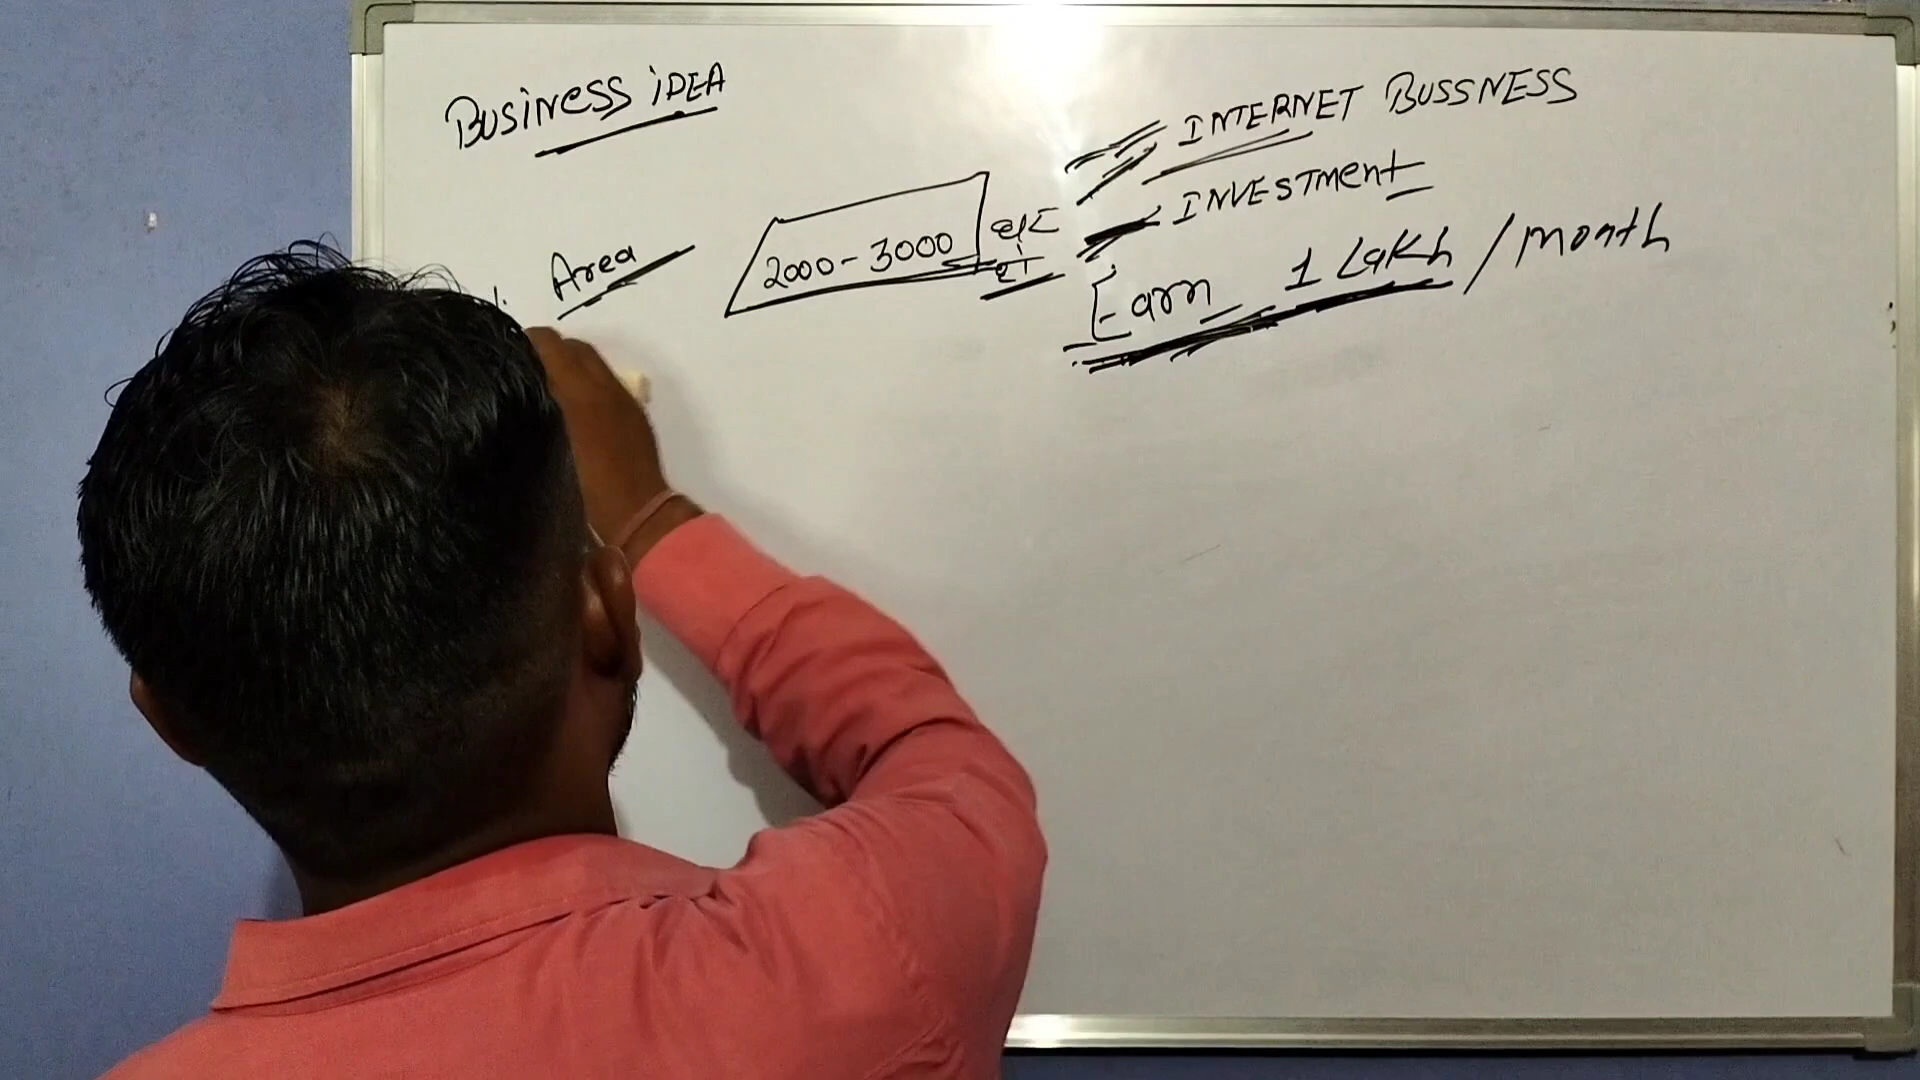 BUSINESS iDEA
INTERNET BUSSNESS
INVESTMENT
Earn 1 Lakh / month
Area 2000-3000